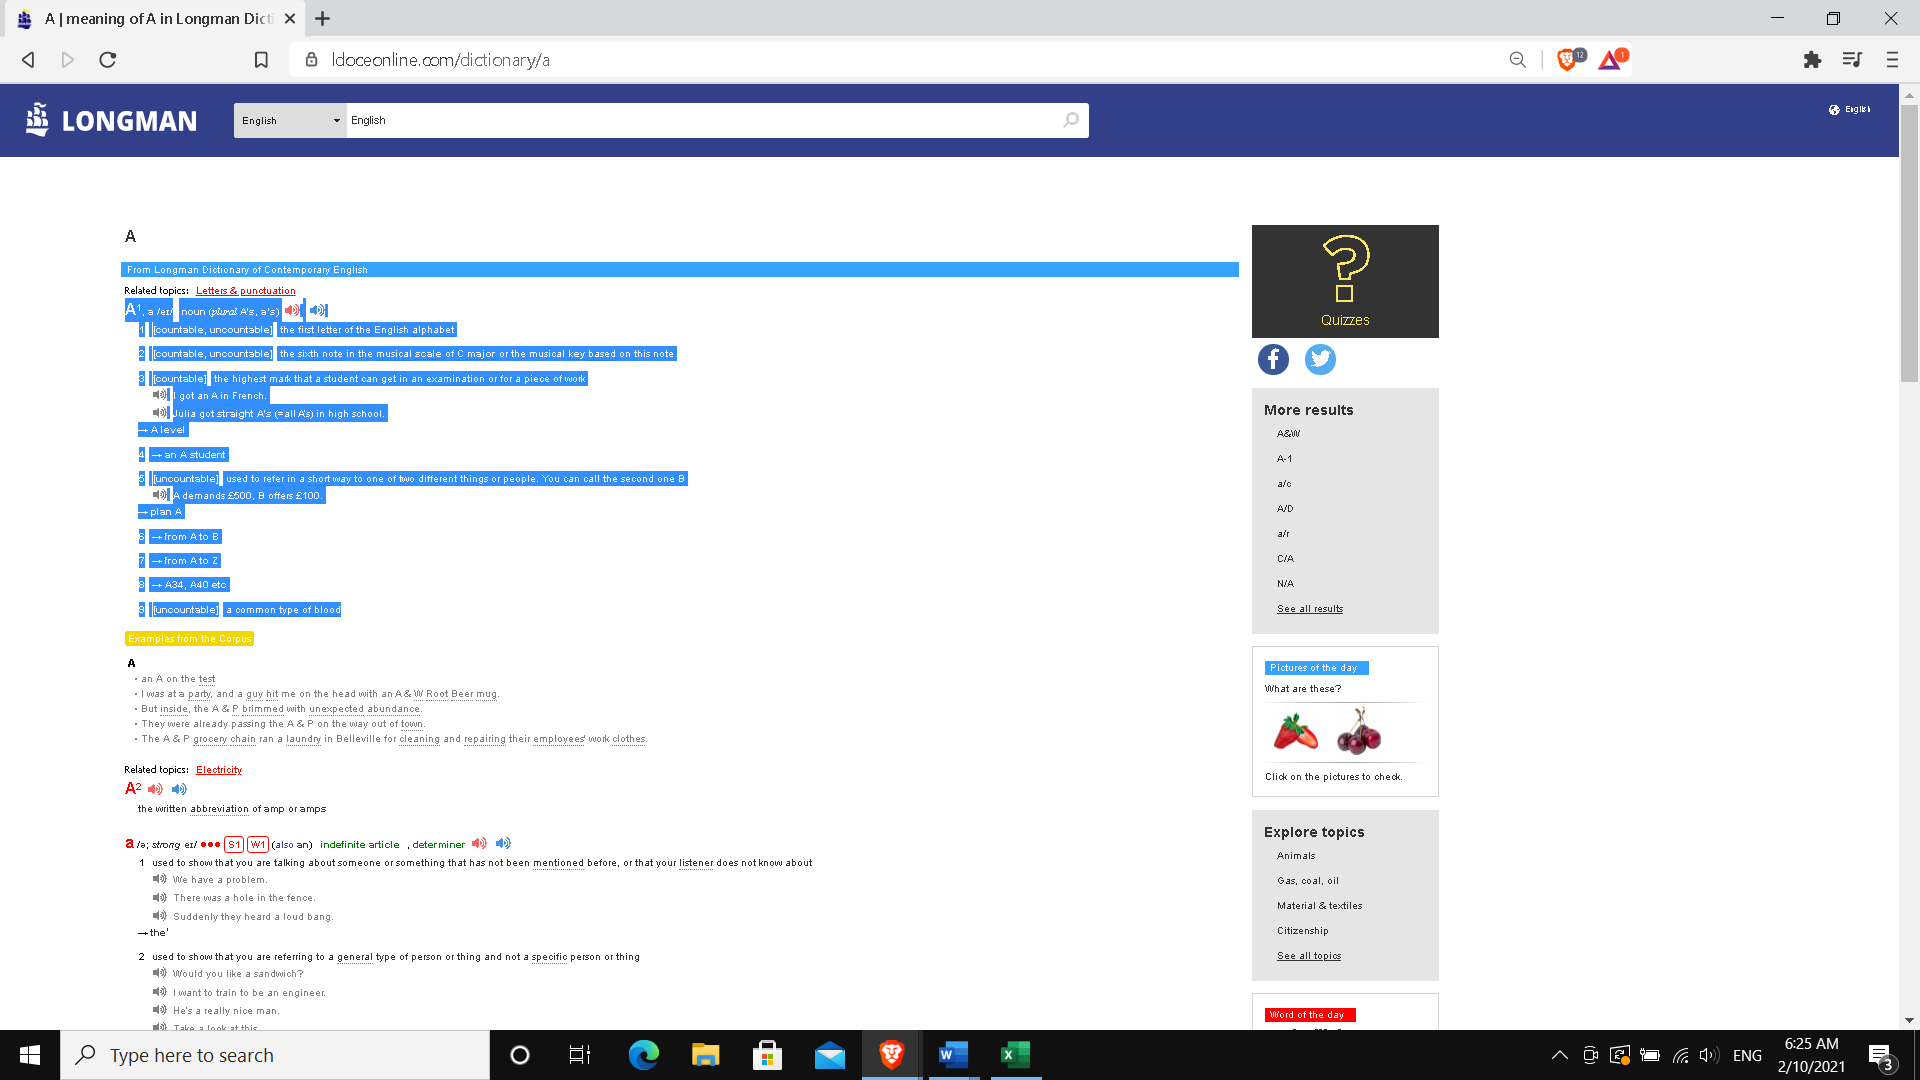 A | meaning of A in Longman Dicti
ldoceonline.com/dictionary/a
12
1
LONGMAN
English
English
English
A
From Longman Dictionary of Contemporary English
Related topics: Letters & punctuation
A1, a /eɪ/ noun (plural A's, a's)
1 [countable, uncountable] the first letter of the English alphabet
2 [countable, uncountable] the sixth note in the musical scale of C major or the musical key based on this note
3 [countable] the highest mark that a student can get in an examination or for a piece of work
I got an A in French.
Julia got straight A's (=all A's) in high school.
→ A level
4 → an A student
5 [uncountable] used to refer in a short way to one of two different things or people. You can call the second one B
A demands £500, B offers £100.
→ plan A
6 → from A to B
7 → from A to Z
8 → A34, A40 etc
9 [uncountable] a common type of blood
Examples from the Corpus
A
• an A on the test
• I was at a party, and a guy hit me on the head with an A & W Root Beer mug.
• But inside, the A & P brimmed with unexpected abundance.
• They were already passing the A & P on the way out of town.
• The A & P grocery chain ran a laundry in Belleville for cleaning and repairing their employees' work clothes.
Related topics: Electricity
A2
the written abbreviation of amp or amps
a /ə; strong eɪ/ ●●● S1 W1 (also an) indefinite article , determiner
1 used to show that you are talking about someone or something that has not been mentioned before, or that your listener does not know about
We have a problem.
There was a hole in the fence.
Suddenly they heard a loud bang.
→ the1
2 used to show that you are referring to a general type of person or thing and not a specific person or thing
Would you like a sandwich?
I want to train to be an engineer.
He's a really nice man.
Take a look at this.
Quizzes
More results
A&W
A-1
a/c
A/D
a/r
C/A
N/A
See all results
Pictures of the day
What are these?
Click on the pictures to check.
Explore topics
Animals
Gas, coal, oil
Material & textiles
Citizenship
See all topics
Word of the day
Type here to search
ENG
6:25 AM
2/10/2021
3